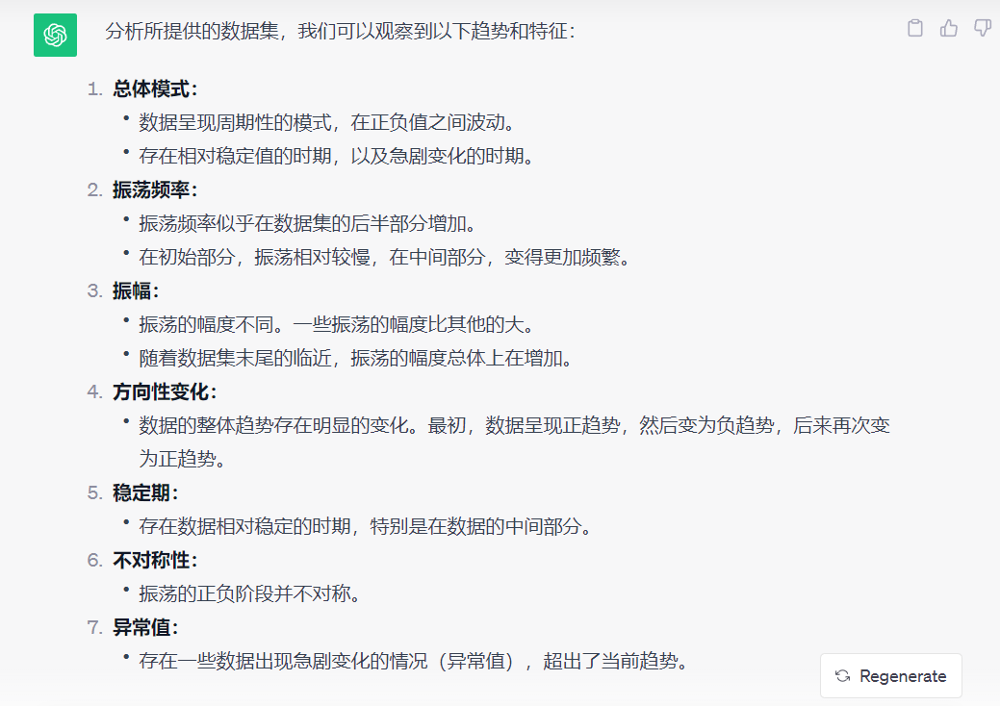 分析所提供的数据集，我们可以观察到以下趋势和特征：
1. 总体模式：
• 数据呈现周期性的模式，在正负值之间波动。
• 存在相对稳定值的时期，以及急剧变化的时期。
2. 振荡频率：
• 振荡频率似乎在数据集的后半部分增加。
• 在初始部分，振荡相对较慢，在中间部分，变得更加频繁。
3. 振幅：
• 振荡的幅度不同。一些振荡的幅度比其他的大。
• 随着数据集末尾的临近，振荡的幅度总体上在增加。
4. 方向性变化：
• 数据的整体趋势存在明显的变化。最初，数据呈现正趋势，然后变为负趋势，后来再次变
为正趋势。
5. 稳定期：
• 存在数据相对稳定的时期，特别是在数据的中间部分。
6. 不对称性：
• 振荡的正负阶段并不对称。
7. 异常值：
• 存在一些数据出现急剧变化的情况（异常值），超出了当前趋势。
Regenerate